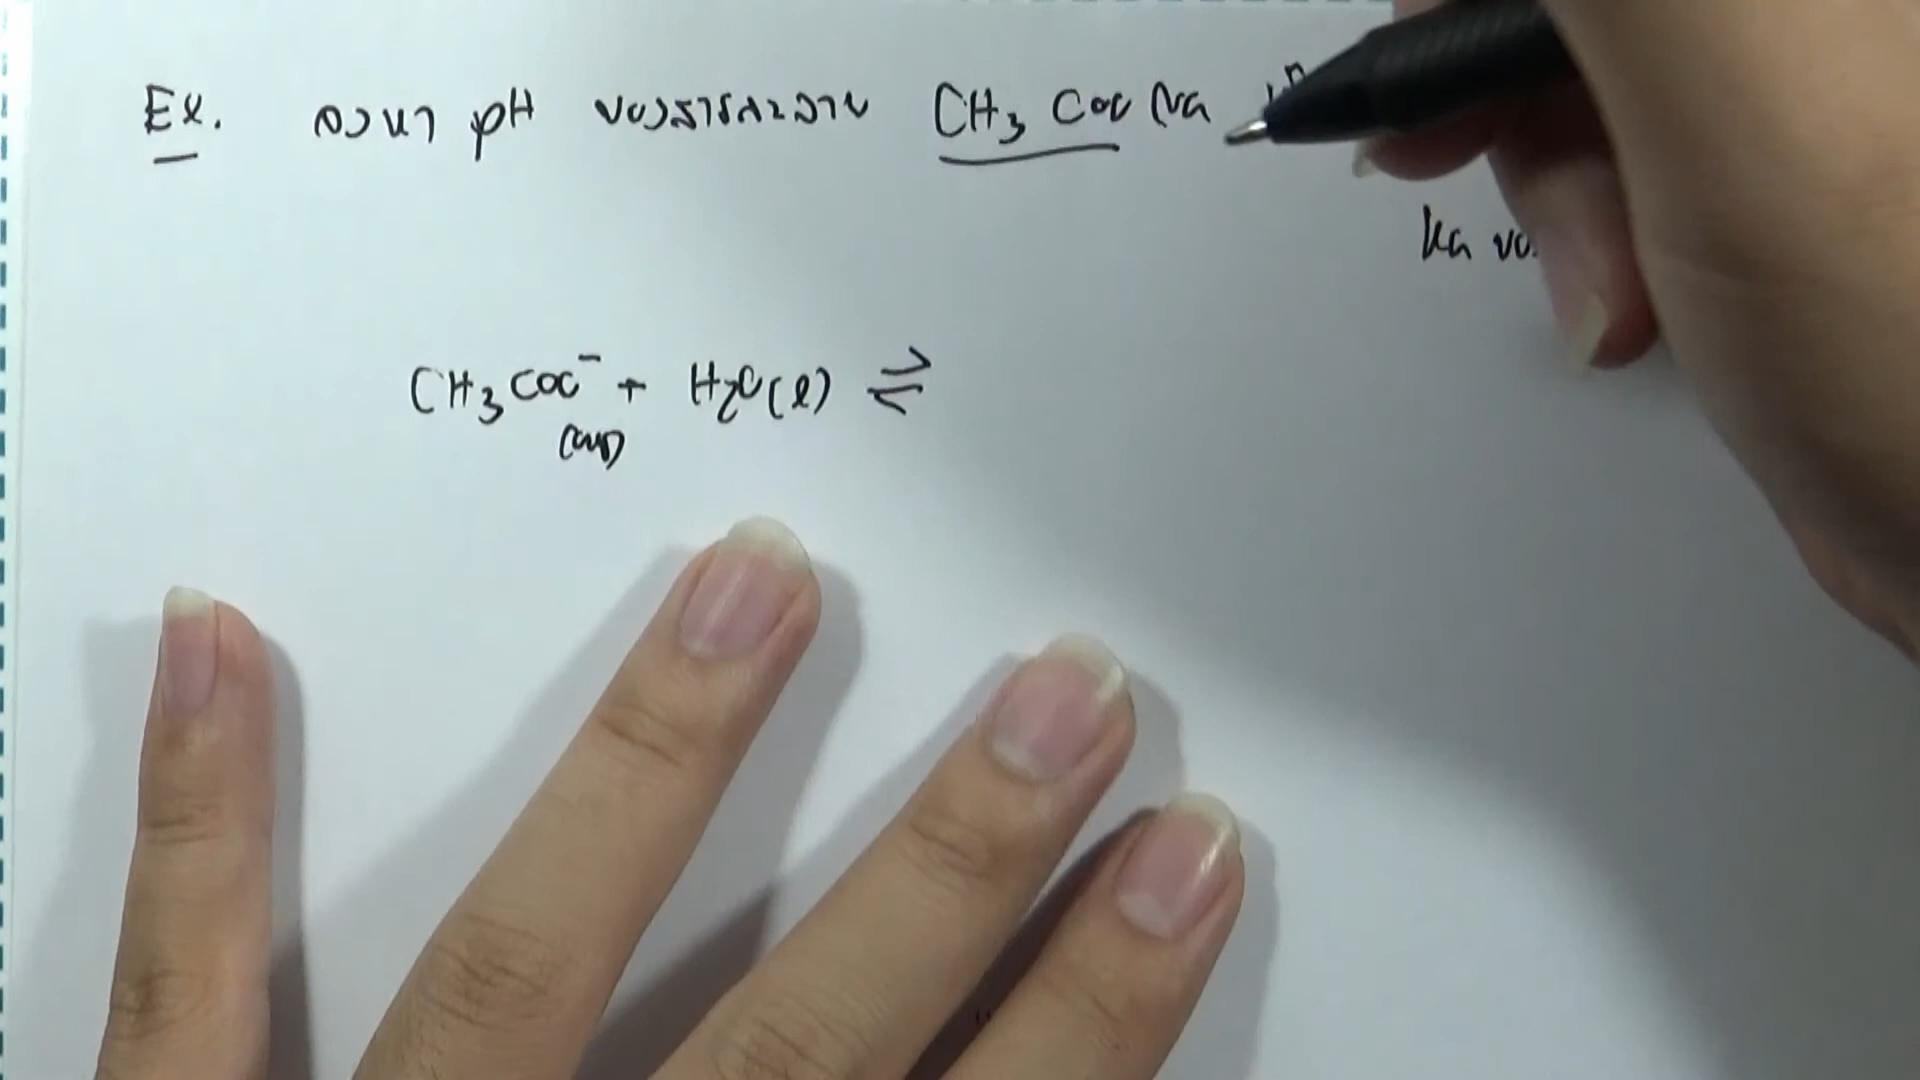 Ex. จงหา pH ของสารละลาย CH₃COONa
Ka
CH₃COO⁻ + H₂O(l) ⇌
(aq)